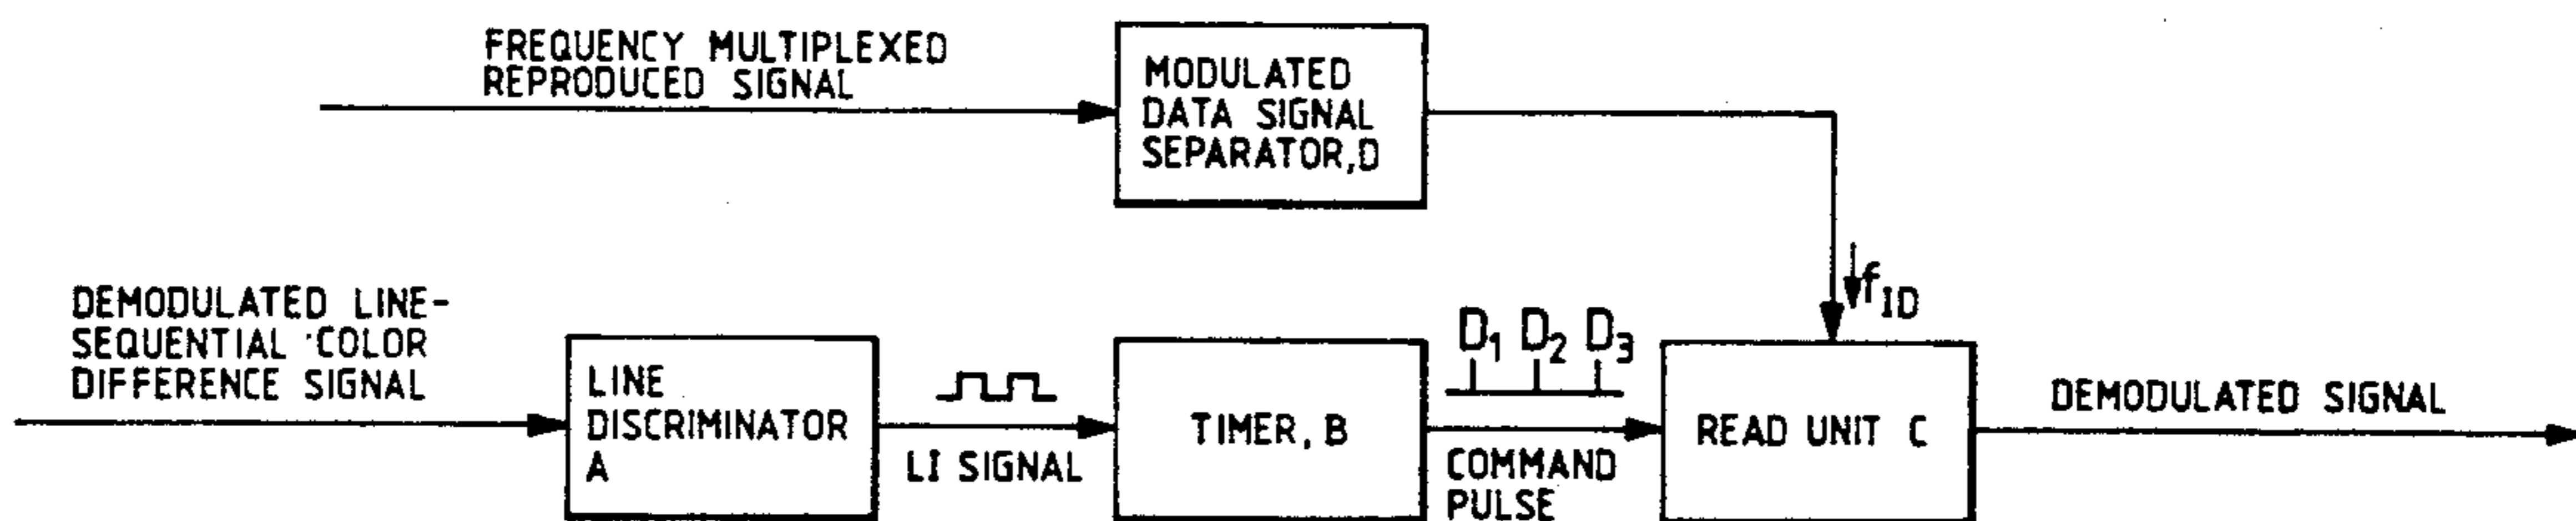 FREQUENCY MULTIPLEXED
REPRODUCED SIGNAL
MODULATED
DATA SIGNAL
SEPARATOR,D
f_ID
DEMODULATED LINE-
SEQUENTIAL COLOR
DIFFERENCE SIGNAL
LINE
DISCRIMINATOR
A
LI SIGNAL
TIMER, B
D₁ D₂ D₃
COMMAND
PULSE
READ UNIT C
DEMODULATED SIGNAL